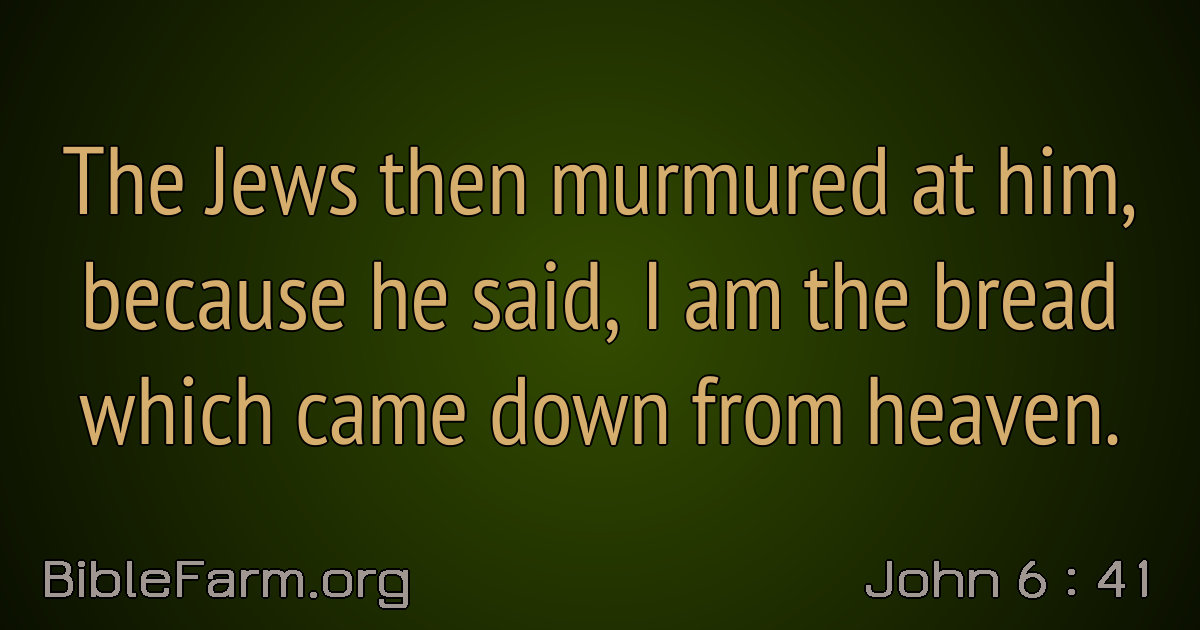 The Jews then murmured at him,
because he said, I am the bread
which came down from heaven.
BibleFarm.org
John 6 : 41